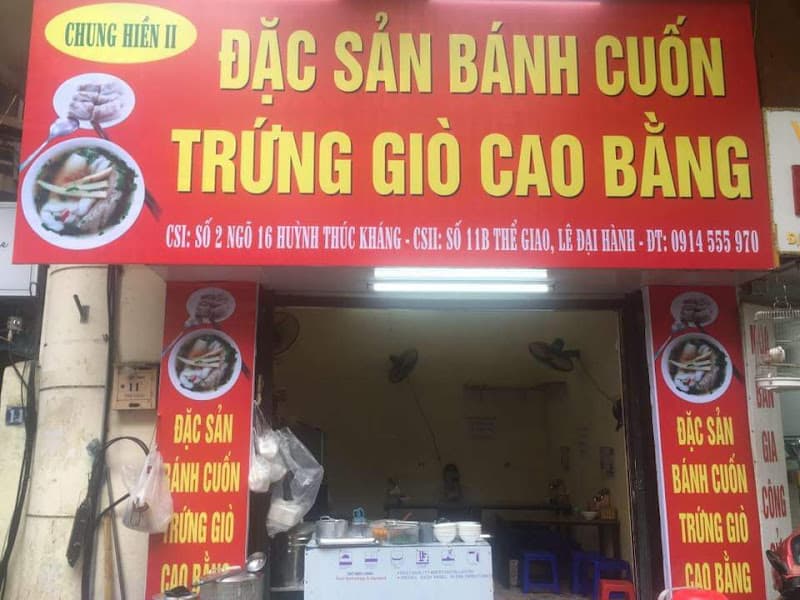 CHUNG HIỀN II
ĐẶC SẢN BÁNH CUỐN
TRỨNG GIÒ CAO BẰNG
CSI: SỐ 2 NGÕ 16 HUỲNH THÚC KHÁNG - CSII: SỐ 11B THỂ GIAO, LÊ ĐẠI HÀNH - ĐT: 0914 555 970
11
ĐẶC SẢN
BÁNH CUỐN
TRỨNG GIÒ
CAO BẰNG
ĐẶC SẢN
BÁNH CUỐN
TRỨNG GIÒ
CAO BẰNG
BÁN
GIA
CÔNG